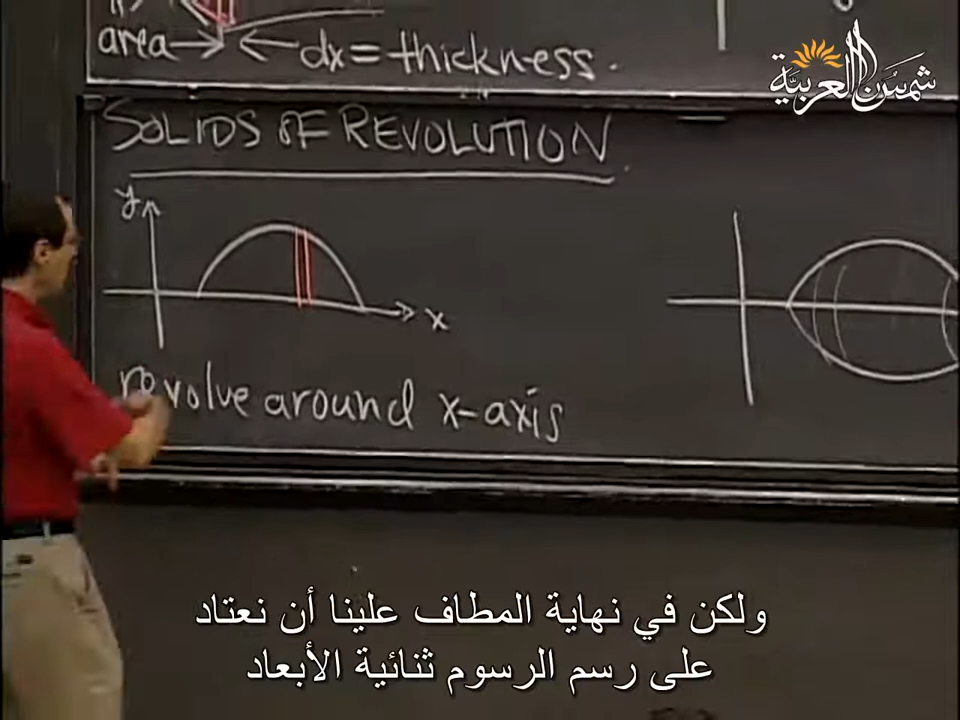 area → ← dx = thickness.
شمس العربية
SOLIDS OF REVOLUTION
y
x
revolve around x-axis
ولكن في نهاية المطاف علينا أن نعتاد
على رسم الرسوم ثنائية الأبعاد